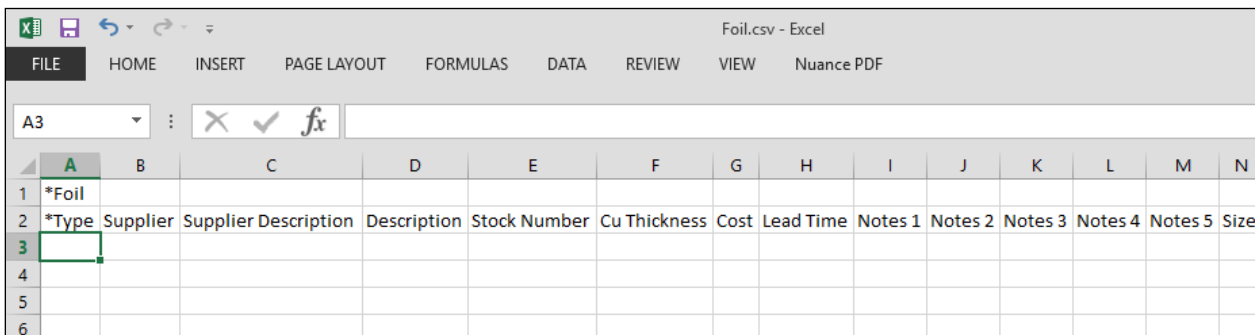 Foil.csv - Excel
FILE HOME INSERT PAGE LAYOUT FORMULAS DATA REVIEW VIEW Nuance PDF
A3 fx
A B C D E F G H I J K L M N
1 *Foil
2 *Type Supplier Supplier Description Description Stock Number Cu Thickness Cost Lead Time Notes 1 Notes 2 Notes 3 Notes 4 Notes 5 Size
3
4
5
6